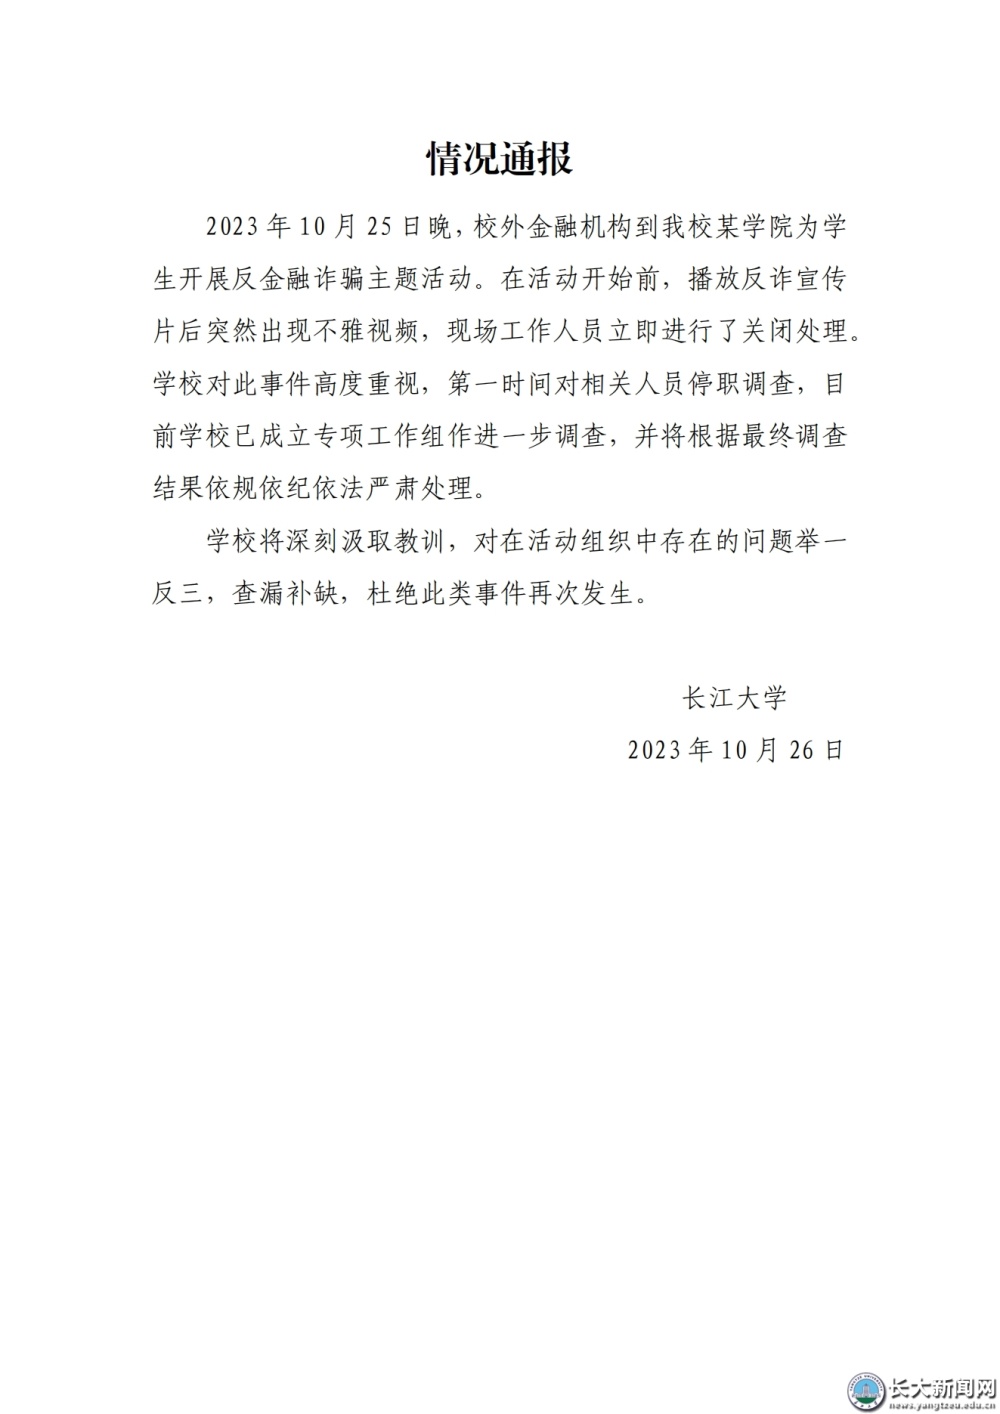 情况通报
2023年10月25日晚，校外金融机构到我校某学院为学
生开展反金融诈骗主题活动。在活动开始前，播放反诈宣传
片后突然出现不雅视频，现场工作人员立即进行了关闭处理。
学校对此事件高度重视，第一时间对相关人员停职调查，目
前学校已成立专项工作组作进一步调查，并将根据最终调查
结果依规依纪依法严肃处理。
学校将深刻汲取教训，对在活动组织中存在的问题举一
反三，查漏补缺，杜绝此类事件再次发生。
长江大学
2023年10月26日
长大新闻网
news.yangtzeu.edu.cn